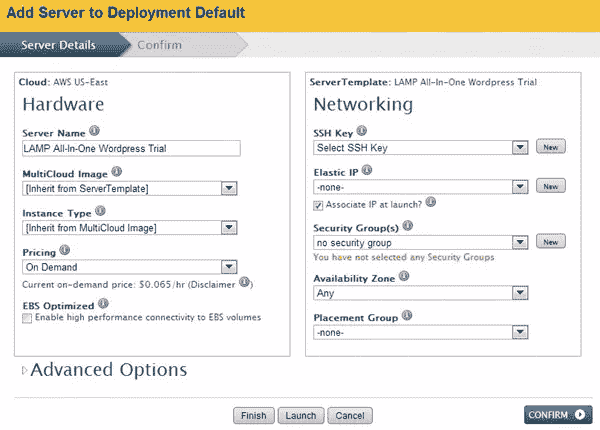 Add Server to Deployment Default
Server Details
Confirm
Cloud: AWS US-East
Hardware
Server Name
LAMP All-In-One Wordpress Trial
MultiCloud Image
[Inherit from ServerTemplate]
Instance Type
[Inherit from MultiCloud Image]
Pricing
On Demand
Current on-demand price: $0.065/hr (Disclaimer )
EBS Optimized
Enable high performance connectivity to EBS volumes
ServerTemplate: LAMP All-In-One Wordpress Trial
Networking
SSH Key
Select SSH Key New
Elastic IP
-none- New
Associate IP at launch?
Security Group(s)
no security group New
You have not selected any Security Groups
Availability Zone
Any
Placement Group
-none-
Advanced Options
Finish Launch Cancel CONFIRM